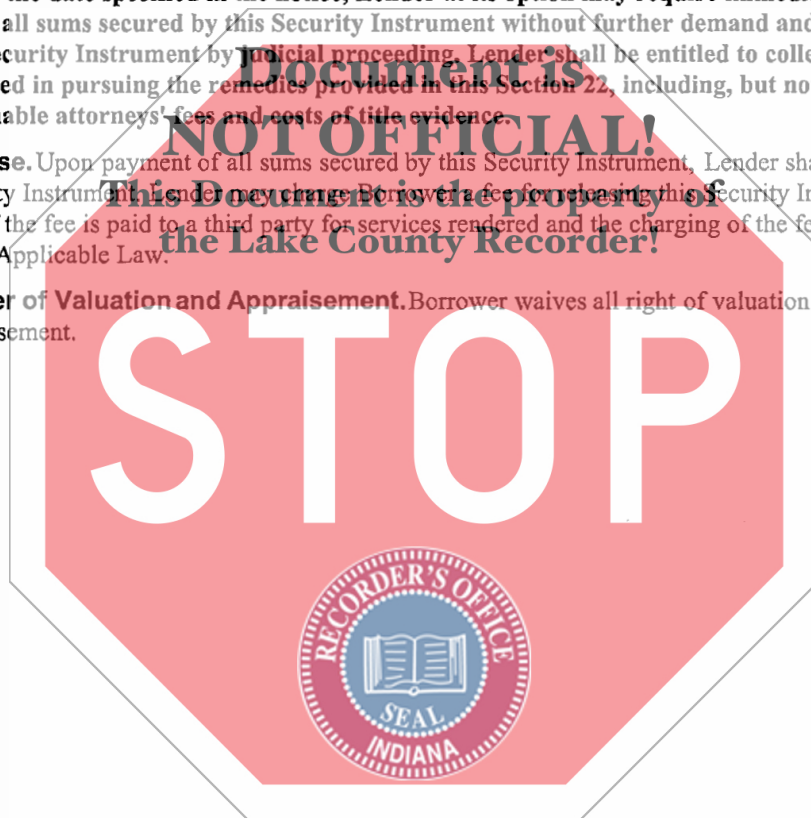 all sums secured by this Security Instrument without further demand and
curity Instrument by judicial proceeding. Lender shall be entitled to colle
ed in pursuing the remedies provided in this Section 22, including, but no
able attorneys' fees and costs of title evidence.
Document is
NOT OFFICIAL!
This Document is the property of
the Lake County Recorder!
se. Upon payment of all sums secured by this Security Instrument, Lender sha
y Instrument. Lender may charge Borrower a fee for releasing this Security In
the fee is paid to a third party for services rendered and the charging of the fe
Applicable Law.
er of Valuation and Appraisement. Borrower waives all right of valuation
sement.
STOP
RECORDER'S OFFICE
SEAL
INDIANA